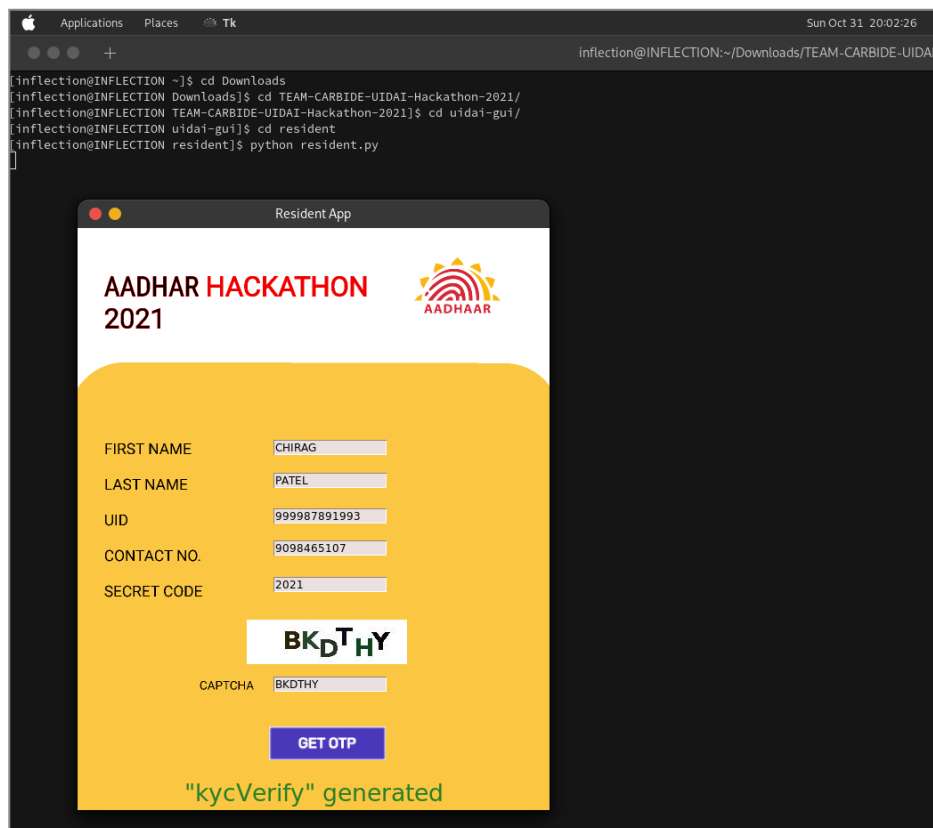 Applications Places Tk Sun Oct 31 20:02:26
inflection@INFLECTION:~/Downloads/TEAM-CARBIDE-UIDAI
[inflection@INFLECTION ~]$ cd Downloads
[inflection@INFLECTION Downloads]$ cd TEAM-CARBIDE-UIDAI-Hackathon-2021/
[inflection@INFLECTION TEAM-CARBIDE-UIDAI-Hackathon-2021]$ cd uidai-gui/
[inflection@INFLECTION uidai-gui]$ cd resident
[inflection@INFLECTION resident]$ python resident.py
Resident App
AADHAR HACKATHON
2021
AADHAAR
FIRST NAME CHIRAG
LAST NAME PATEL
UID 999987891993
CONTACT NO. 9098465107
SECRET CODE 2021
BKDTHY
CAPTCHA BKDTHY
GET OTP
"kycVerify" generated